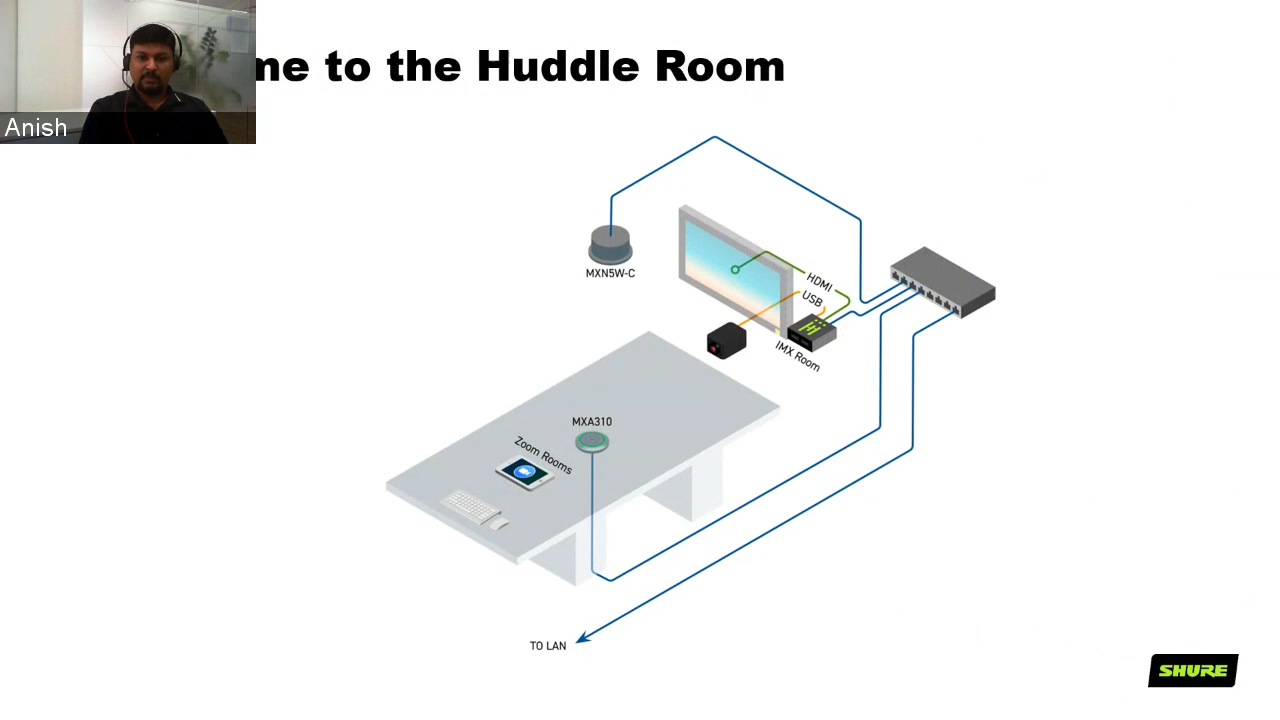 me to the Huddle Room
Anish
MXN5W-C
HDMI
USB
IMX Room
MXA310
Zoom Rooms
TO LAN
SHURE